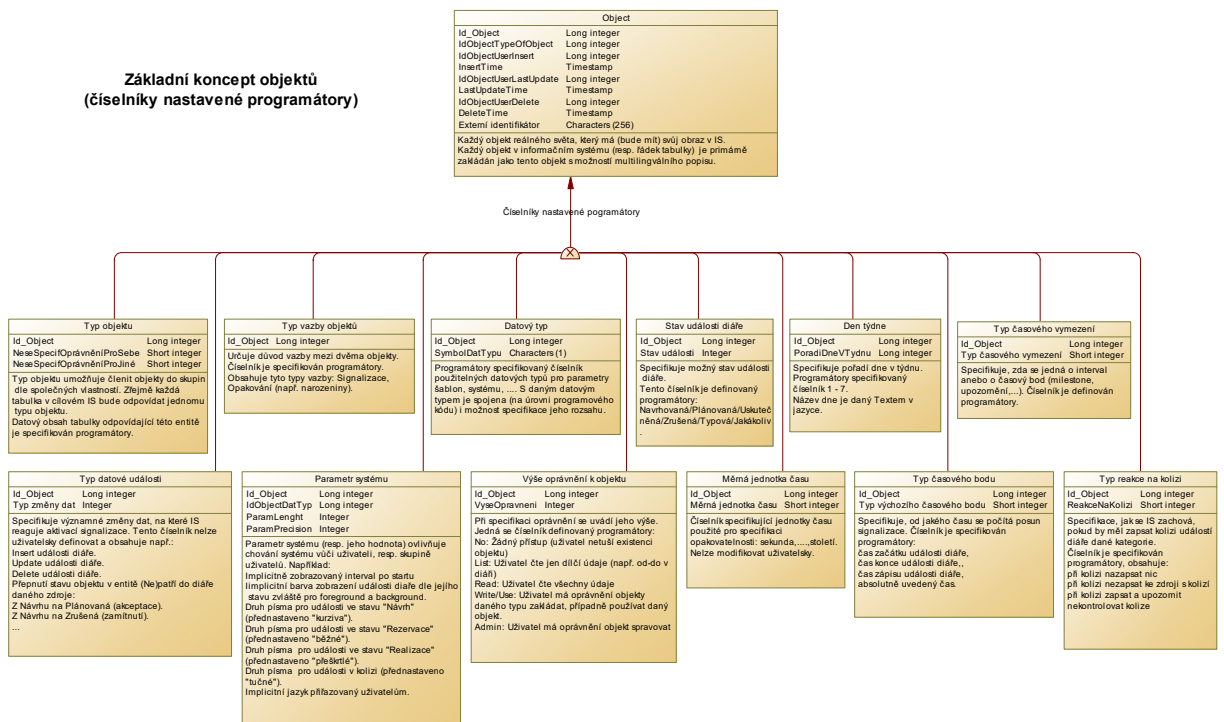 Object
Id_Object Long integer
IdObjectTypeOfObject Long integer
IdObjectUserInsert Long integer
InsertTime Timestamp
IdObjectUserLastUpdate Long integer
LastUpdateTime Timestamp
IdObjectUserDelete Long integer
DeleteTime Timestamp
Externí identifikátor Characters (256)
Každý objekt reálného světa, který má (bude mít) svůj obraz v IS.
Každý objekt v informačním systému (resp. řádek tabulky) je primárně
zakládán jako tento objekt s možností multilingválního popisu.
Základní koncept objektů
(číselníky nastavené programátory)
Číselníky nastavené pogramátory
Typ objektu
Id_Object Long integer
NeseSpecifOprávněníProSebe Short integer
NeseSpecifOprávněníProJiné Short integer
Typ objektu umožňuje členit objekty do skupin
dle společných vlastností. Zřejmě každá
tabulka v cílovém IS bude odpovídat jednomu
typu objektu.
Datový obsah tabulky odpovídající této entitě
je specifikován programátory.
Typ vazby objektů
Id_Object Long integer
Určuje důvod vazby mezi dvěma objekty.
Číselník je specifikován programátory.
Obsahuje tyto typy vazby: Signalizace,
Opakování (např. narozeniny).
Datový typ
Id_Object Long integer
SymbolDatTypu Characters (1)
Programátory specifikovaný číselník
použitelných datových typů pro parametry
šablon, systému, .... S daným datovým
typem je spojena (na úrovni programového
kódu) i možnost specifikace jeho rozsahu.
Stav události diáře
Id_Object Long integer
Stav události Integer
Specifikuje možný stav události
diáře.
Tento číselník je definovaný
programátory:
Navrhovaná/Plánovaná/Uskuteč
něná/Zrušená/Typová/Jakákoliv
.
Den týdne
Id_Object Long integer
PoradiDneVTydnu Long integer
Specifikuje pořadí dne v týdnu.
Programátory specifikovaný
číselník 1 - 7.
Název dne je daný Textem v
jazyce.
Typ časového vymezení
Id_Object Long integer
Typ časového vymezení Short integer
Specifikuje, zda se jedná o interval
anebo o časový bod (milestone,
upozornění,...). Číselník je definován
programátory.
Typ datové události
Id_Object Long integer
Typ změny dat Integer
Specifikuje významné změny dat, na které IS
reaguje aktivací signalizace. Tento číselník nelze
uživatelsky definovat a obsahuje např.:
Insert události diáře.
Update události diáře.
Delete události diáře.
Přepnutí stavu objektu v entitě (Ne)patří do diáře
daného zdroje:
Z Návrhu na Plánovaná (akceptace).
Z Návrhu na Zrušená (zamítnutí).
...
Parametr systému
Id_Object Long integer
IdObjectDatTyp Long integer
ParamLenght Integer
ParamPrecision Integer
Parametr systému (resp. jeho hodnota) ovlivňuje
chování systému vůči uživateli, resp. skupině
uživatelů. Například:
Implicitně zobrazovaný interval po startu
Iimplicitní barva zobrazení události diaře dle jejího
stavu zvláště pro foreground a background.
Druh písma pro události ve stavu "Návrh"
(přednastaveno "kurziva").
Druh písma pro události ve stavu "Rezervace"
(přednastaveno "běžné").
Druh písma pro události ve stavu "Realizace"
(přednastaveno "přeškrtlé").
Druh písma pro události v kolizi (přednastaveno
"tučné").
Implicitní jazyk přiřazovaný uživatelům.
Výše oprávnění k objektu
Id_Object Long integer
VyseOpravneni Integer
Při specifikaci oprávnění se uvádí jeho výše.
Jedná se číselník definovaný programátory:
No: Žádný přístup (uživatel netuší existenci
objektu)
List: Uživatel čte jen dílčí údaje (např. od-do v
diáři)
Read: Uživatel čte všechny údaje
Write/Use: Uživatel má oprávnění objekty
daného typu zakládat, případně používat daný
objekt.
Admin: Uživatel má oprávnění objekt spravovat
Měrná jednotka času
Id_Object Long integer
Měrná jednotka času Short integer
Číselník specifikující jednotky času
použité pro specifikaci
opakovatelnosti: sekunda,....,století.
Nelze modifikovat uživatelsky.
Typ časového bodu
Id_Object Long integer
Typ výchozího časového bodu Short integer
Specifikuje, od jakého času se počítá posun
signalizace. Číselník je specifikován
programátory:
čas začátku události diaře,
čas konce události diaře,,
čas zápisu události diaře,
absolutně uvedený čas
Typ reakce na kolizi
Id_Object Long integer
ReakceNaKolizi Short integer
Specifikace, jak se IS zachová,
pokud by měl zapsat kolizi událostí
diáře dané kategorie.
Číselník je specifikován
programátory, obsahuje:
při kolizi nazapsat nic
při kolizi nezapsat ke zdroji s kolizí
při kolizi zapsat a upozornit
nekontrolovat kolize